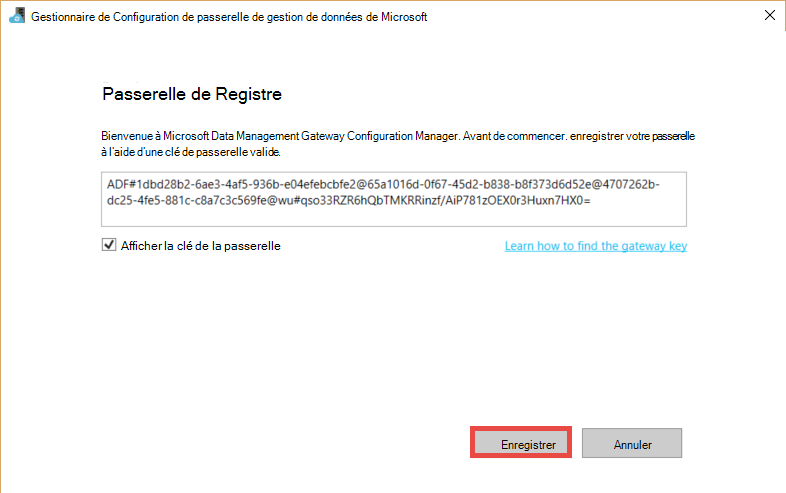 Gestionnaire de Configuration de passerelle de gestion de données de Microsoft
Passerelle de Registre
Bienvenue à Microsoft Data Management Gateway Configuration Manager. Avant de commencer. enregistrer votre passerelle
à l'aide d'une clé de passerelle valide.
ADF#1dbd28b2-6ae3-4af5-936b-e04efebcbfe2@65a1016d-0f67-45d2-b838-b8f373d6d52e@4707262b-
dc25-4fe5-881c-c8a7c3c569fe@wu#qso33RZR6hQbTMKRRinzf/AiP781zOEX0r3Huxn7HX0=
Afficher la clé de la passerelle
Learn how to find the gateway key
Enregistrer
Annuler